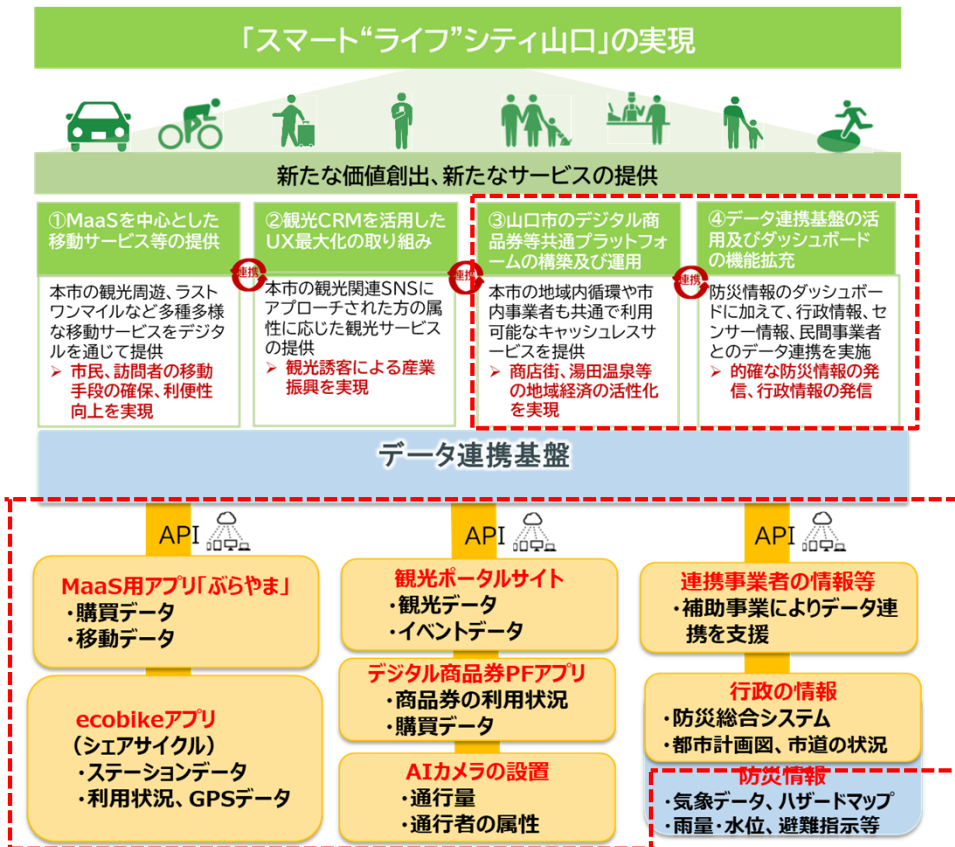 「スマート“ライフ”シティ山口」の実現
新たな価値創出、新たなサービスの提供
①MaaSを中心とした
移動サービス等の提供
本市の観光周遊、ラスト
ワンマイルなど多種多様
な移動サービスをデジタ
ルを通じて提供
➢ 市民、訪問者の移動
手段の確保、利便性
向上を実現
連携
②観光CRMを活用した
UX最大化の取り組み
本市の観光関連SNSに
アプローチされた方の属
性に応じた観光サービス
の提供
➢ 観光誘客による産業
振興を実現
連携
③山口市のデジタル商
品券等共通プラットフォ
ームの構築及び運用
本市の地域内循環や市
内事業者も共通で利用
可能なキャッシュレスサ
ービスを提供
➢ 商店街、湯田温泉等
の地域経済の活性化
を実現
連携
④データ連携基盤の活
用及びダッシュボード
の機能拡充
防災情報のダッシュボー
ドに加えて、行政情報、セ
ンサー情報、民間事業者
とのデータ連携を実施
➢ 的確な防災情報の発
信、行政情報の発信
データ連携基盤
API
MaaS用アプリ「ぶらやま」
・購買データ
・移動データ
ecobikeアプリ
（シェアサイクル）
・ステーションデータ
・利用状況、GPSデータ
API
観光ポータルサイト
・観光データ
・イベントデータ
デジタル商品券PFアプリ
・商品券の利用状況
・購買データ
AIカメラの設置
・通行量
・通行者の属性
API
連携事業者の情報等
・補助事業によりデータ連
携を支援
行政の情報
・防災総合システム
・都市計画図、市道の状況
防災情報
・気象データ、ハザードマップ
・雨量・水位、避難指示等